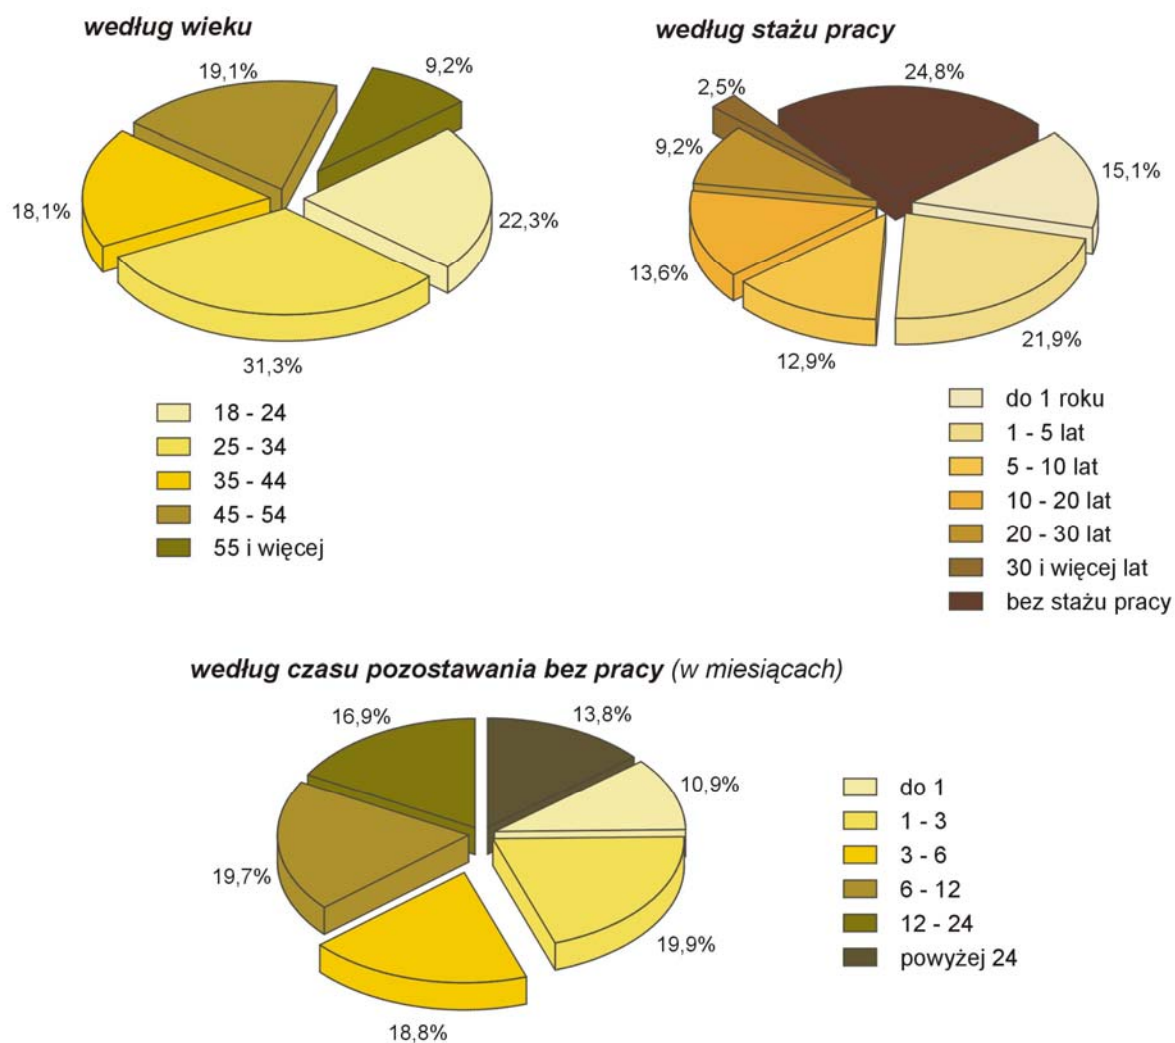 według wieku
19,1%
9,2%
18,1%
22,3%
31,3%
18 - 24
25 - 34
35 - 44
45 - 54
55 i więcej
według stażu pracy
24,8%
2,5%
9,2%
15,1%
13,6%
12,9%
21,9%
do 1 roku
1 - 5 lat
5 - 10 lat
10 - 20 lat
20 - 30 lat
30 i więcej lat
bez stażu pracy
według czasu pozostawania bez pracy (w miesiącach)
16,9%
13,8%
10,9%
19,7%
19,9%
18,8%
do 1
1 - 3
3 - 6
6 - 12
12 - 24
powyżej 24